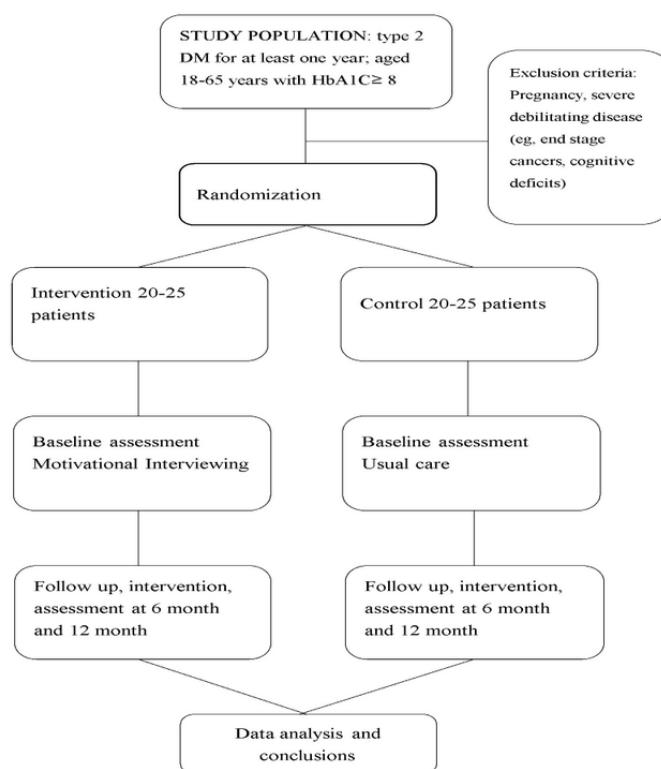 STUDY POPULATION: type 2
DM for at least one year; aged
18-65 years with HbA1C≥ 8
Exclusion criteria:
Pregnancy, severe
debilitating disease
(eg, end stage
cancers, cognitive
deficits)
Randomization
Intervention 20-25
patients
Control 20-25 patients
Baseline assessment
Motivational Interviewing
Baseline assessment
Usual care
Follow up, intervention,
assessment at 6 month
and 12 month
Follow up, intervention,
assessment at 6 month
and 12 month
Data analysis and
conclusions